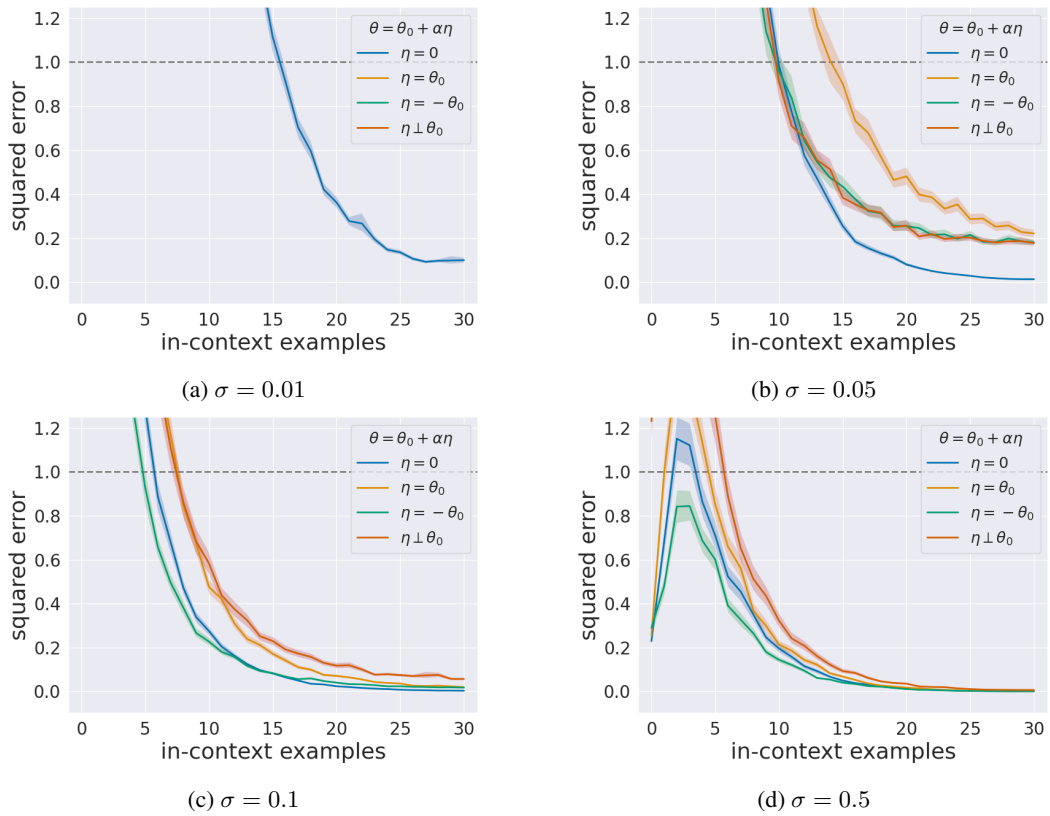 1.2
1.0
0.8
0.6
0.4
0.2
0.0
squared error
0 5 10 15 20 25 30
in-context examples
θ = θ₀ + αη
η = 0
η = θ₀
η = − θ₀
η ⊥ θ₀
(a) σ = 0.01
1.2
1.0
0.8
0.6
0.4
0.2
0.0
squared error
0 5 10 15 20 25 30
in-context examples
θ = θ₀ + αη
η = 0
η = θ₀
η = − θ₀
η ⊥ θ₀
(b) σ = 0.05
1.2
1.0
0.8
0.6
0.4
0.2
0.0
squared error
0 5 10 15 20 25 30
in-context examples
θ = θ₀ + αη
η = 0
η = θ₀
η = − θ₀
η ⊥ θ₀
(c) σ = 0.1
1.2
1.0
0.8
0.6
0.4
0.2
0.0
squared error
0 5 10 15 20 25 30
in-context examples
θ = θ₀ + αη
η = 0
η = θ₀
η = − θ₀
η ⊥ θ₀
(d) σ = 0.5